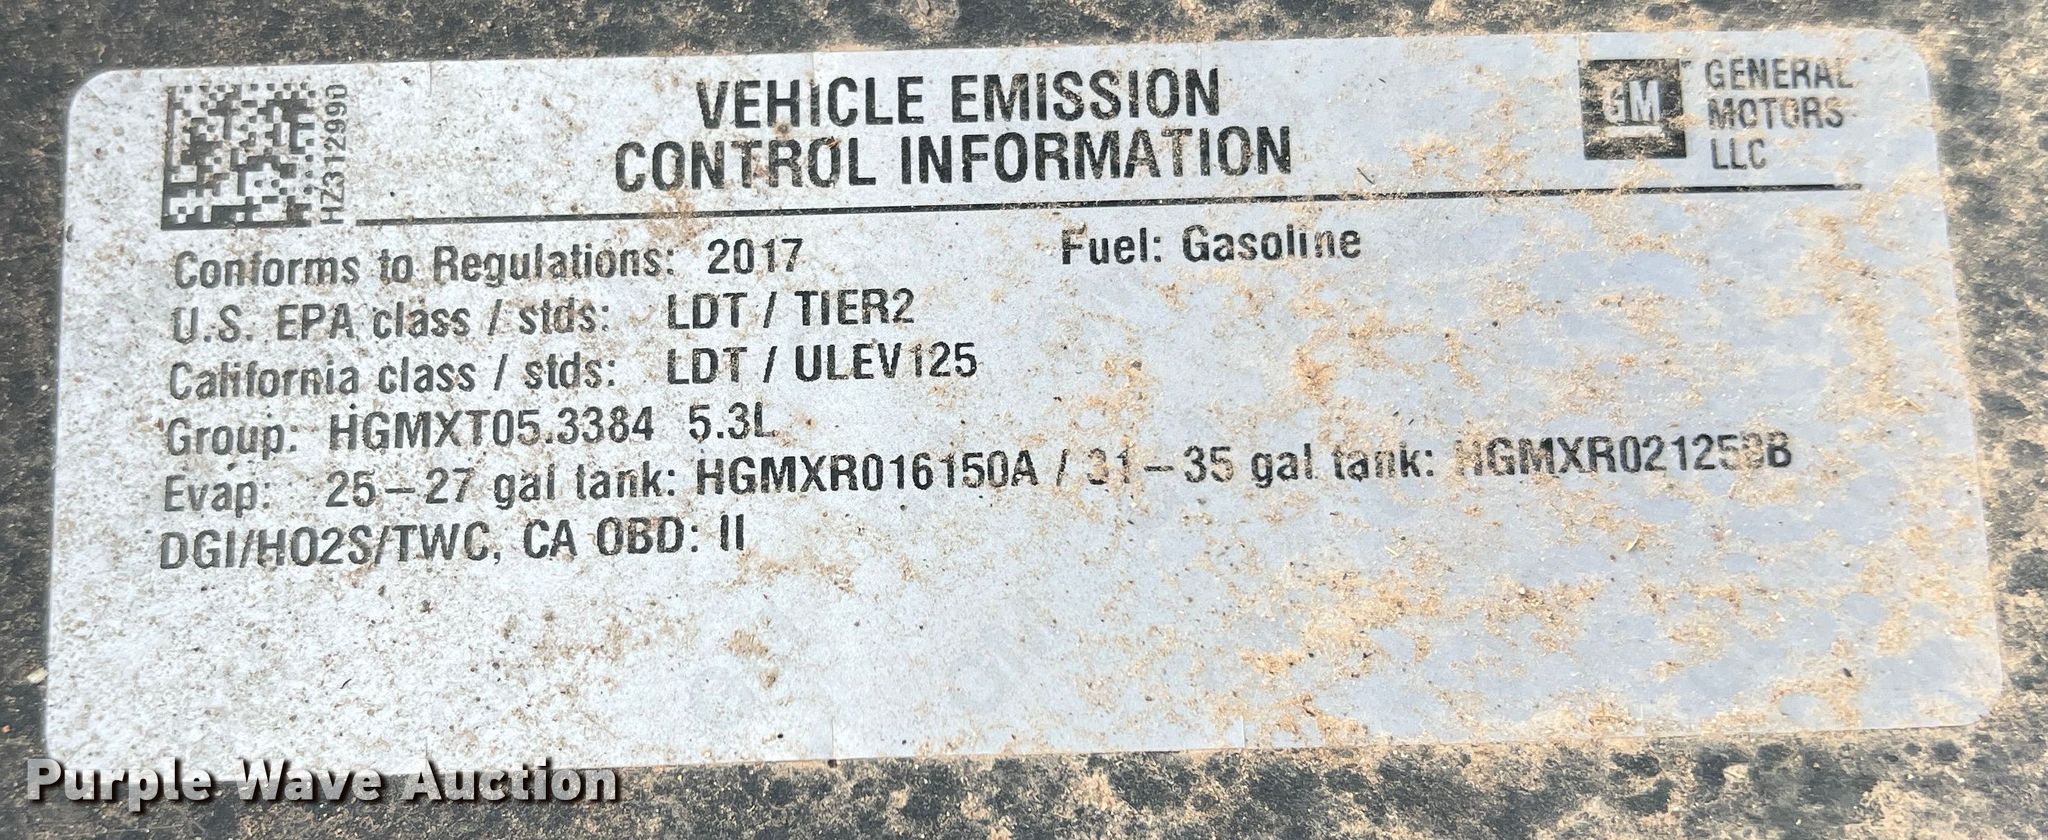 HZ3129990
VEHICLE EMISSION
CONTROL INFORMATION
GM
GENERAL
MOTORS
LLC
Conforms to Regulations: 2017
Fuel: Gasoline
U.S. EPA class / stds: LDT / TIER2
California class / stds: LDT / ULEV125
Group: HGMXT05.3384 5.3L
Evap: 25-27 gal tank: HGMXR016150A / 31-35 gal tank:
DGI/HO2S/TWC, CA OBD: II
Purple Wave Auction